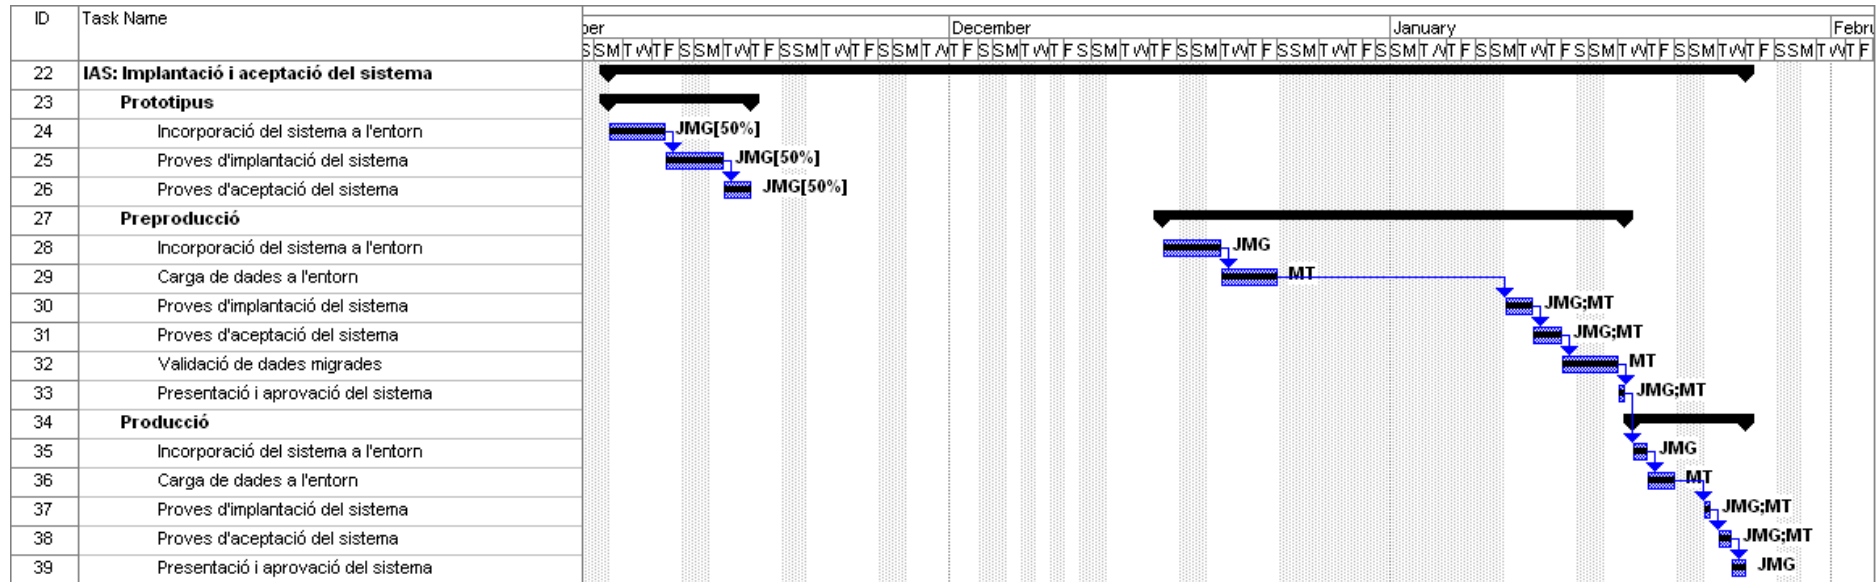 ID Task Name
ber December January Febru
S S M T W T F S S M T W T F S S M T W T F S S M T W T F S S M T W T F S S M T W T F S S M T W T F S S M T W T F S S M T W T F S S M T W T F S S M T W T F S S M T W T F S S M T W T F S S M T W T F
22 IAS: Implantació i aceptació del sistema
23 Prototipus
24 Incorporació del sistema a l'entorn JMG[50%]
25 Proves d'implantació del sistema JMG[50%]
26 Proves d'aceptació del sistema JMG[50%]
27 Preproducció
28 Incorporació del sistema a l'entorn JMG
29 Carga de dades a l'entorn MT
30 Proves d'implantació del sistema JMG;MT
31 Proves d'aceptació del sistema JMG;MT
32 Validació de dades migrades MT
33 Presentació i aprovació del sistema JMG;MT
34 Producció
35 Incorporació del sistema a l'entorn JMG
36 Carga de dades a l'entorn MT
37 Proves d'implantació del sistema JMG;MT
38 Proves d'aceptació del sistema JMG;MT
39 Presentació i aprovació del sistema JMG